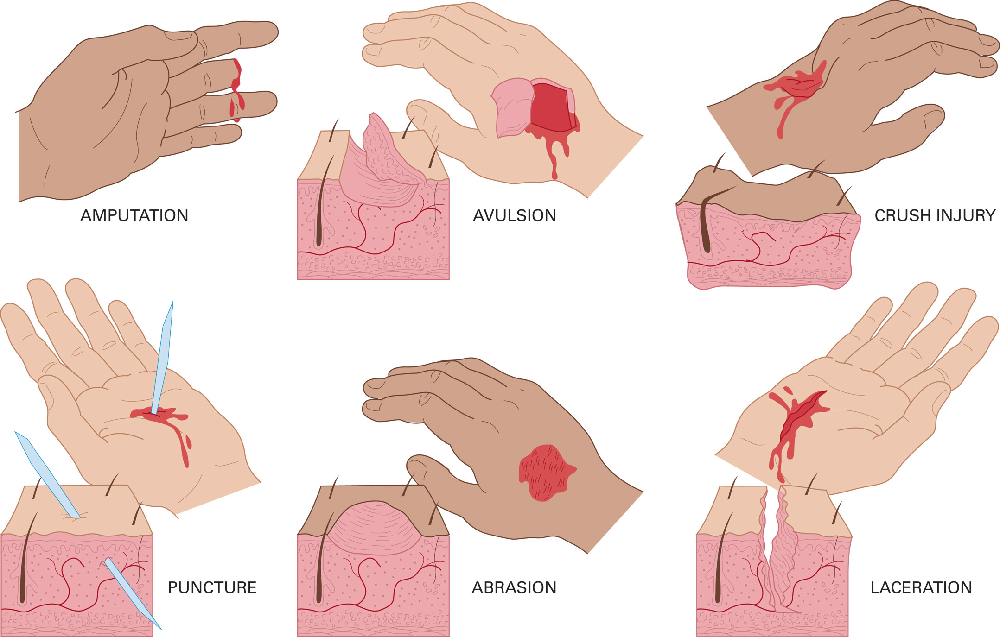 AMPUTATION
AVULSION
CRUSH INJURY
PUNCTURE
ABRASION
LACERATION